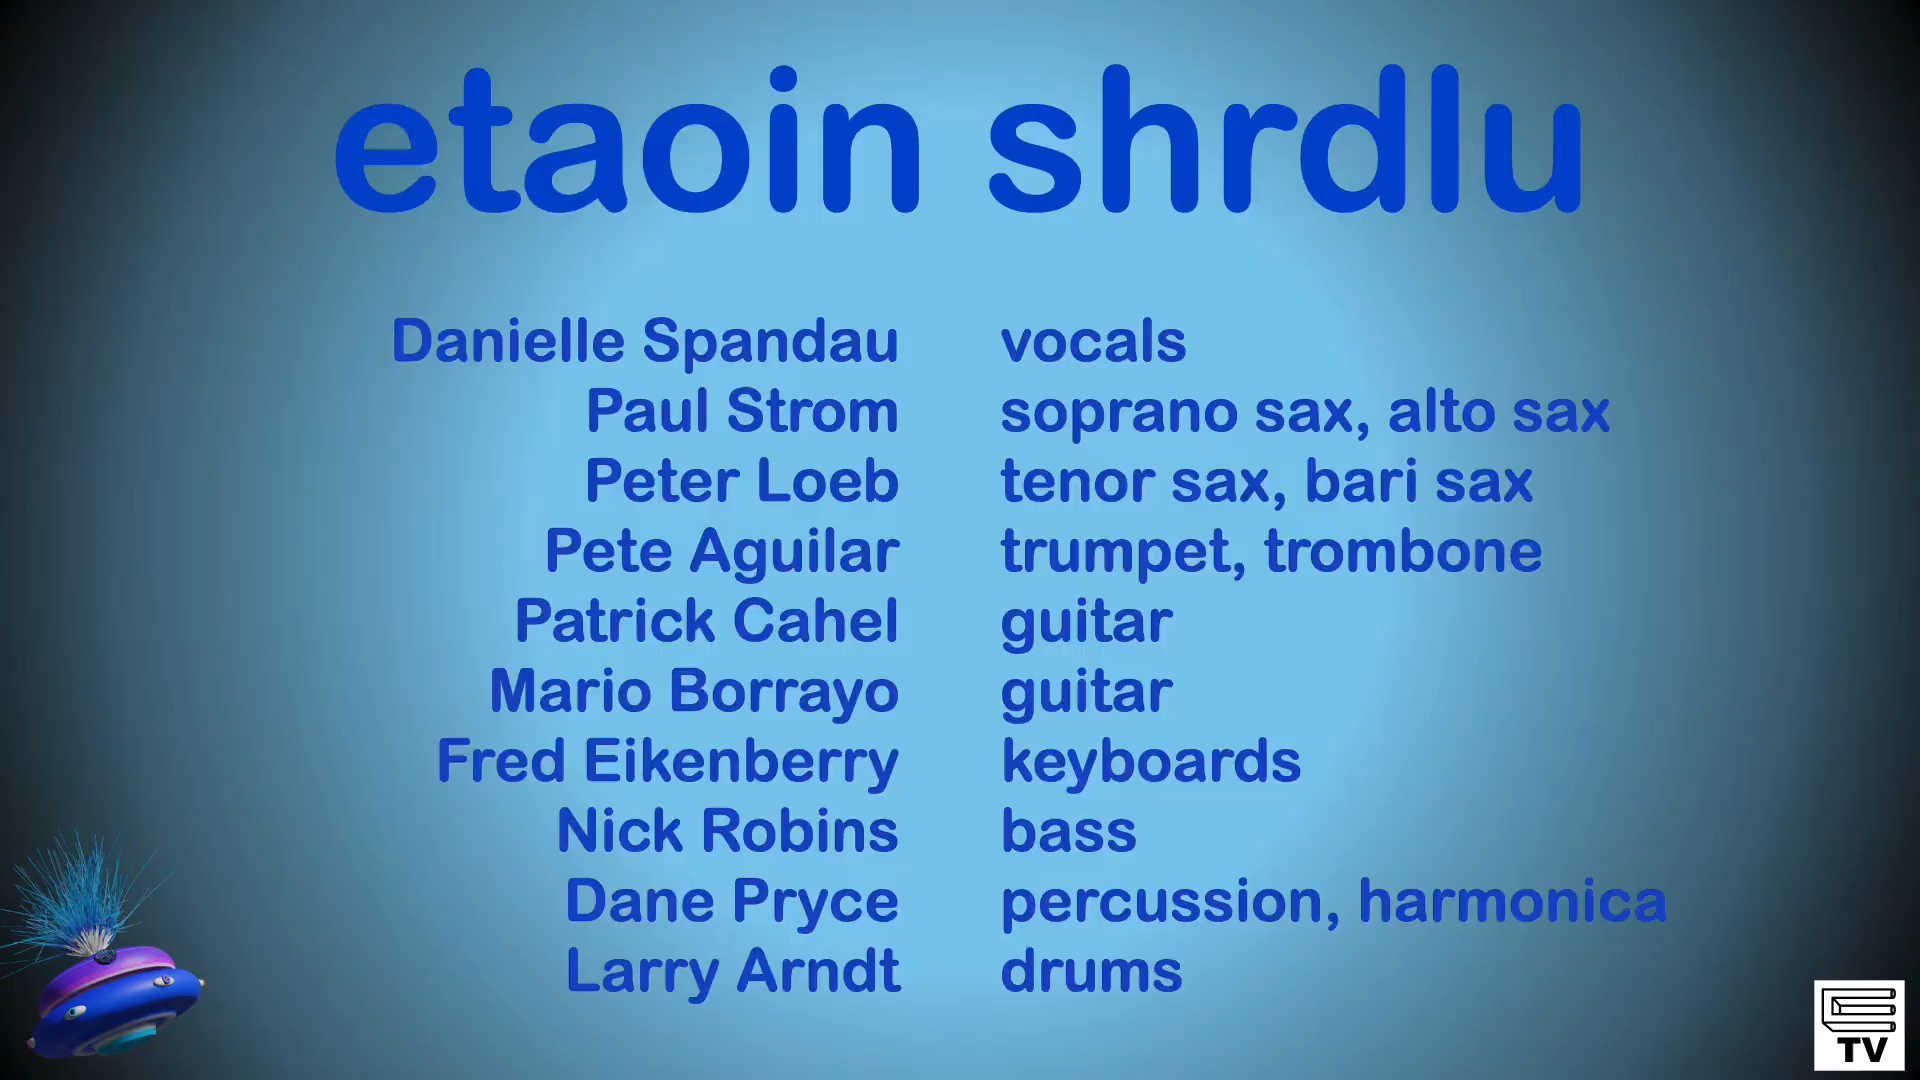 etaoin shrdlu
Danielle Spandau vocals
Paul Strom soprano sax, alto sax
Peter Loeb tenor sax, bari sax
Pete Aguilar trumpet, trombone
Patrick Cahel guitar
Mario Borrayo guitar
Fred Eikenberry keyboards
Nick Robins bass
Dane Pryce percussion, harmonica
Larry Arndt drums
E
TV